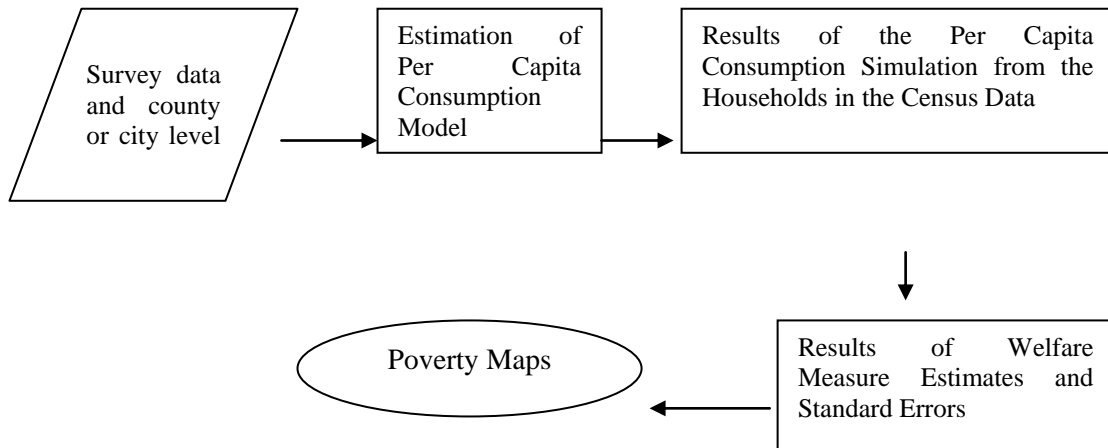 Survey data
and county
or city level
Estimation of
Per Capita
Consumption
Model
Results of the Per Capita
Consumption Simulation from the
Households in the Census Data
Results of Welfare
Measure Estimates and
Standard Errors
Poverty Maps